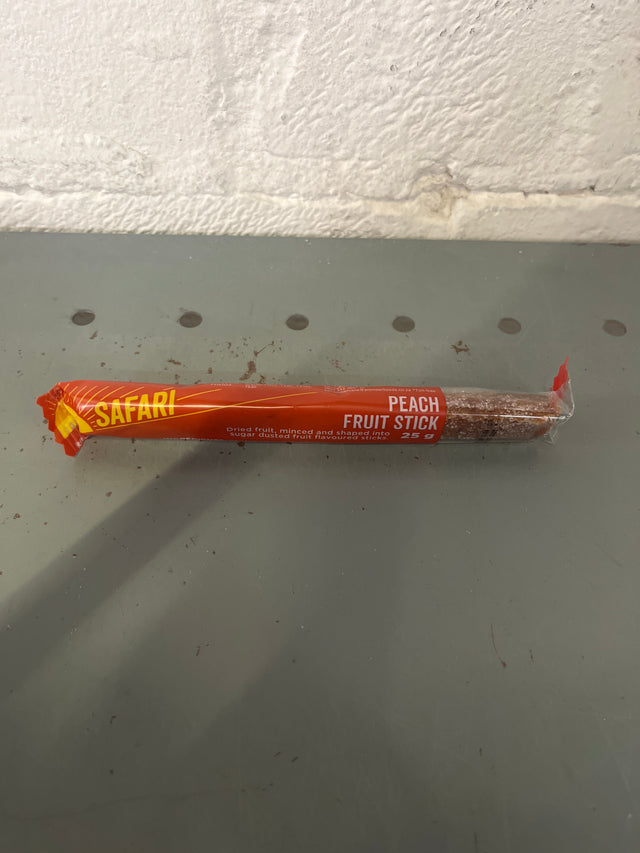 SAFARI
PEACH
FRUIT STICK
Dried fruit, minced and shaped into
sugar dusted fruit flavoured sticks.
25 g